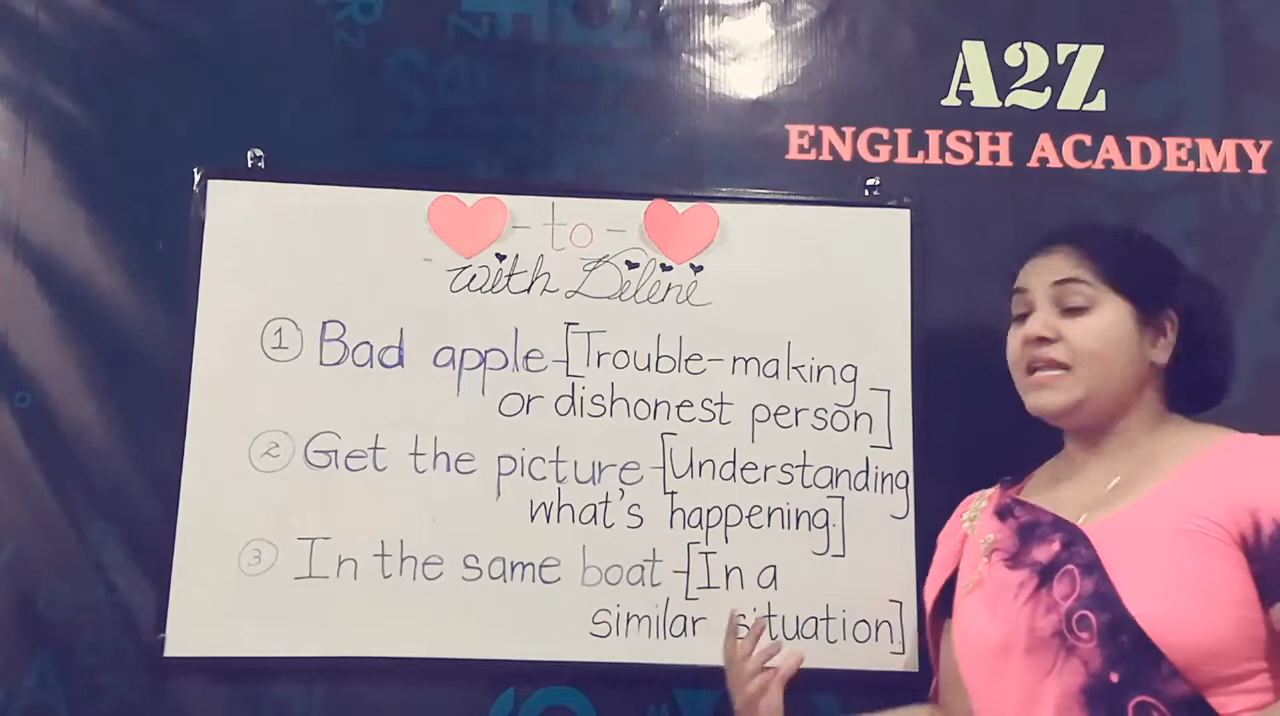 A2Z
ENGLISH ACADEMY
- to -
with Dileni
1 Bad apple - [Trouble-making
or dishonest person]
2 Get the picture - [Understanding
what's happening.]
3 In the same boat - [In a
similar situation]